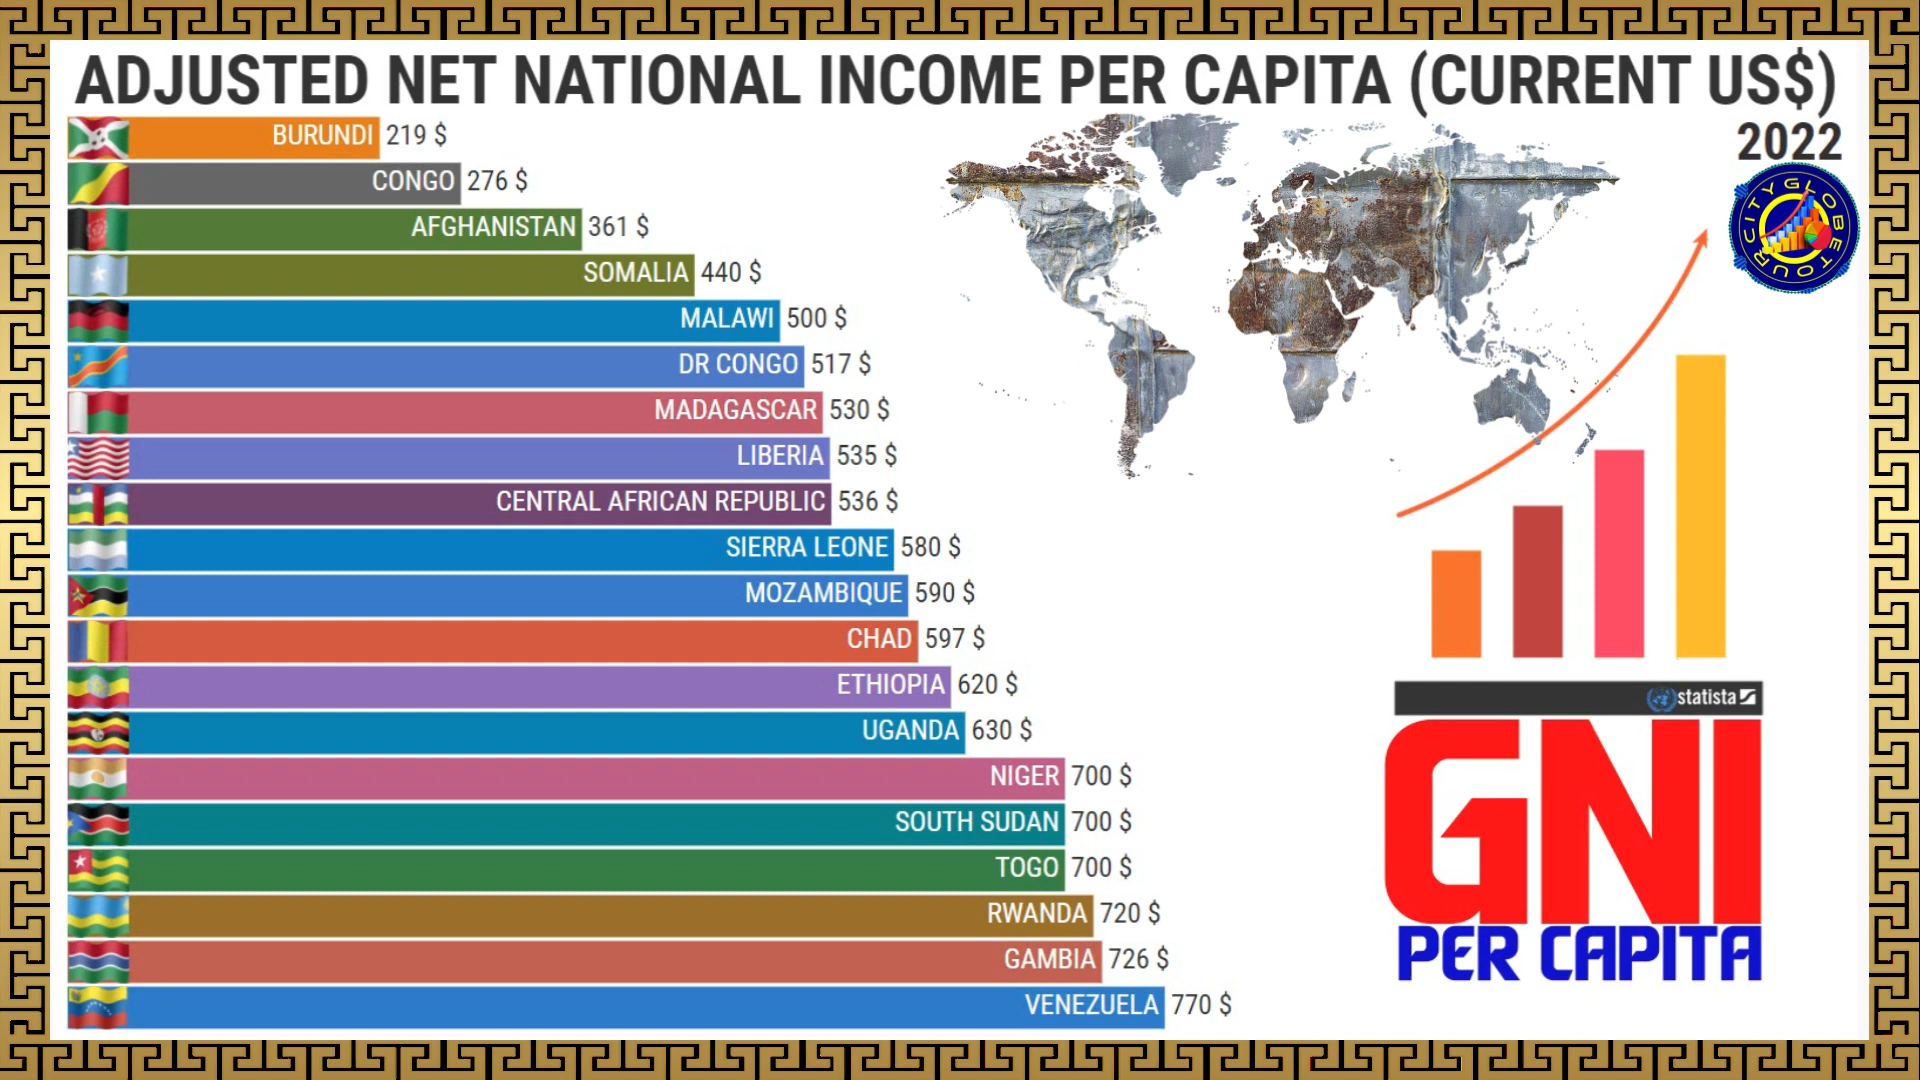 ADJUSTED NET NATIONAL INCOME PER CAPITA (CURRENT US$)
2022
CITYGLOBETOUR
BURUNDI 219 $
CONGO 276 $
AFGHANISTAN 361 $
SOMALIA 440 $
MALAWI 500 $
DR CONGO 517 $
MADAGASCAR 530 $
LIBERIA 535 $
CENTRAL AFRICAN REPUBLIC 536 $
SIERRA LEONE 580 $
MOZAMBIQUE 590 $
CHAD 597 $
ETHIOPIA 620 $
UGANDA 630 $
NIGER 700 $
SOUTH SUDAN 700 $
TOGO 700 $
RWANDA 720 $
GAMBIA 726 $
VENEZUELA 770 $
statista
GNI
PER CAPITA